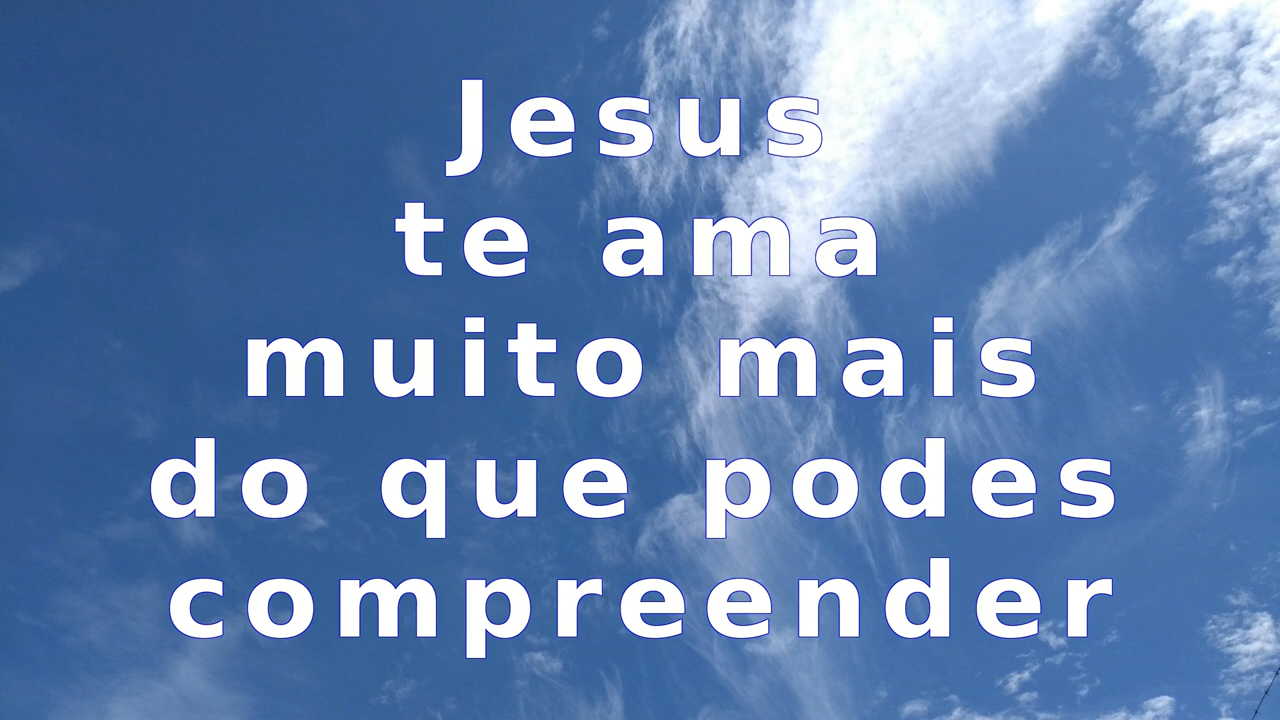 Jesus
te ama
muito mais
do que podes
compreender